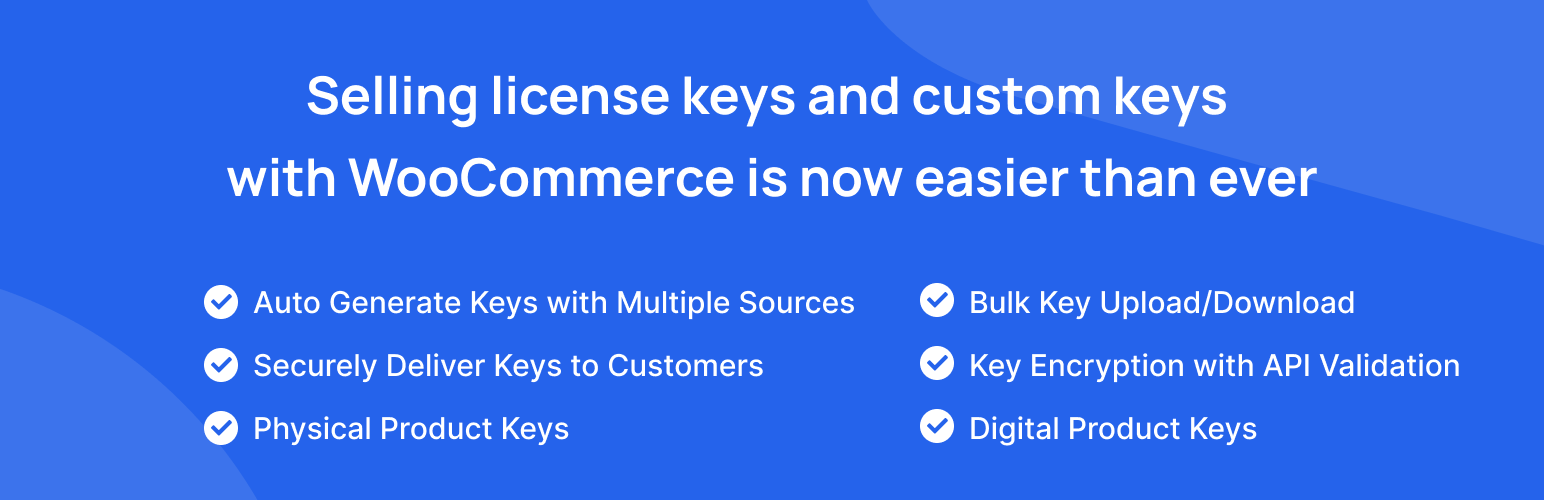 Selling license keys and custom keys
with WooCommerce is now easier than ever
Auto Generate Keys with Multiple Sources
Securely Deliver Keys to Customers
Physical Product Keys
Bulk Key Upload/Download
Key Encryption with API Validation
Digital Product Keys